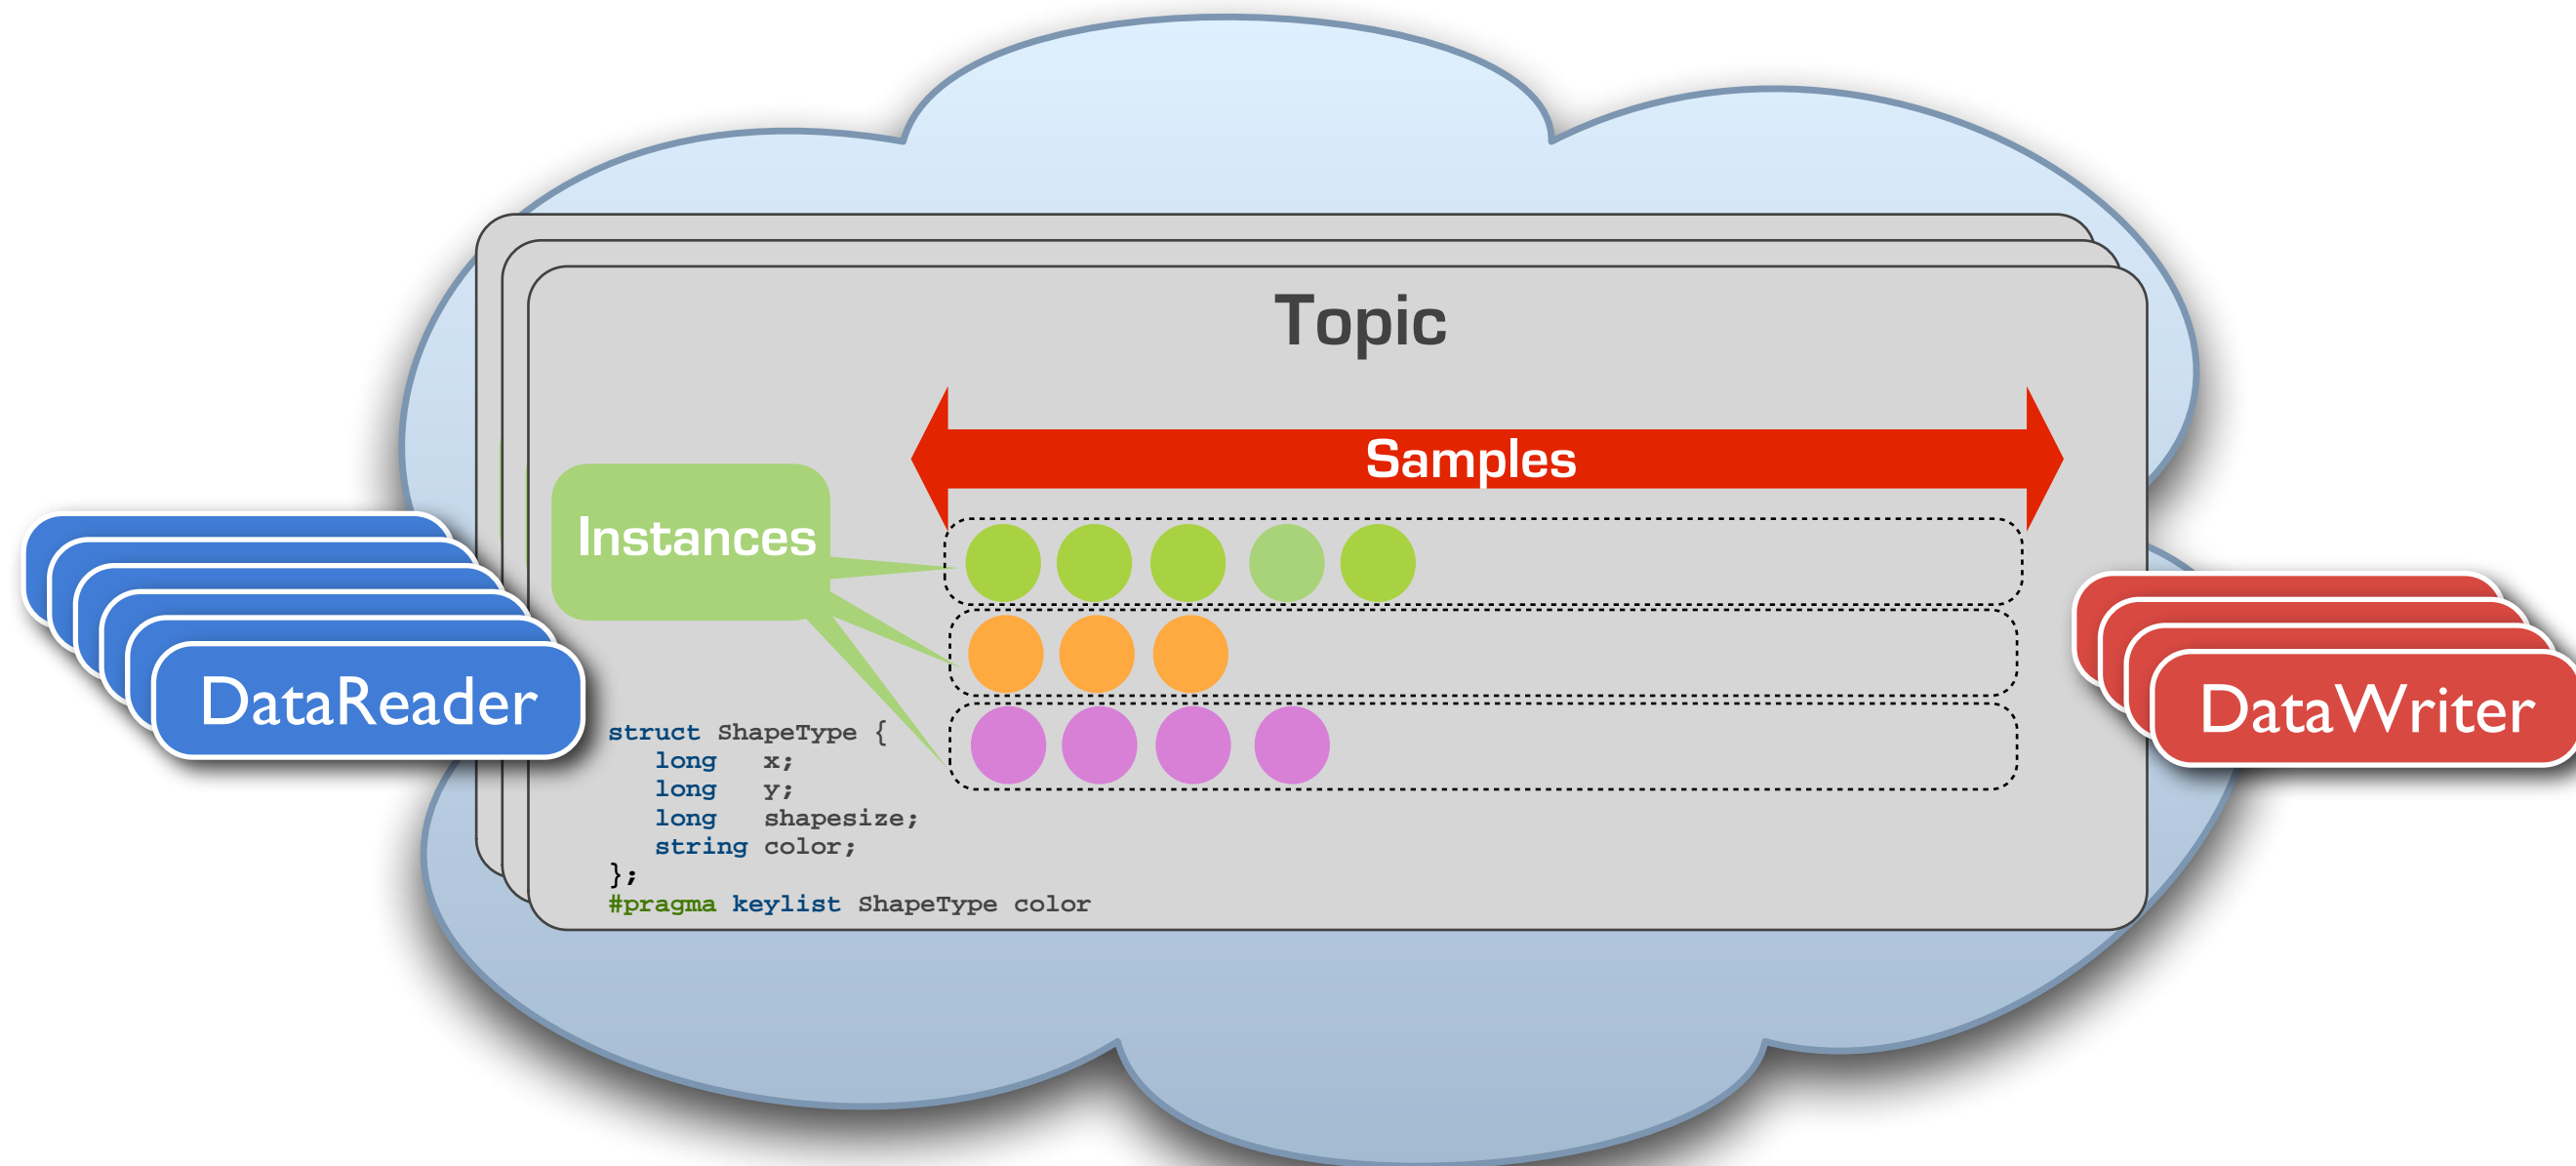 Topic
Samples
Instances
DataReader
DataWriter
struct ShapeType {
   long   x;
   long   y;
   long   shapesize;
   string color;
};
#pragma keylist ShapeType color